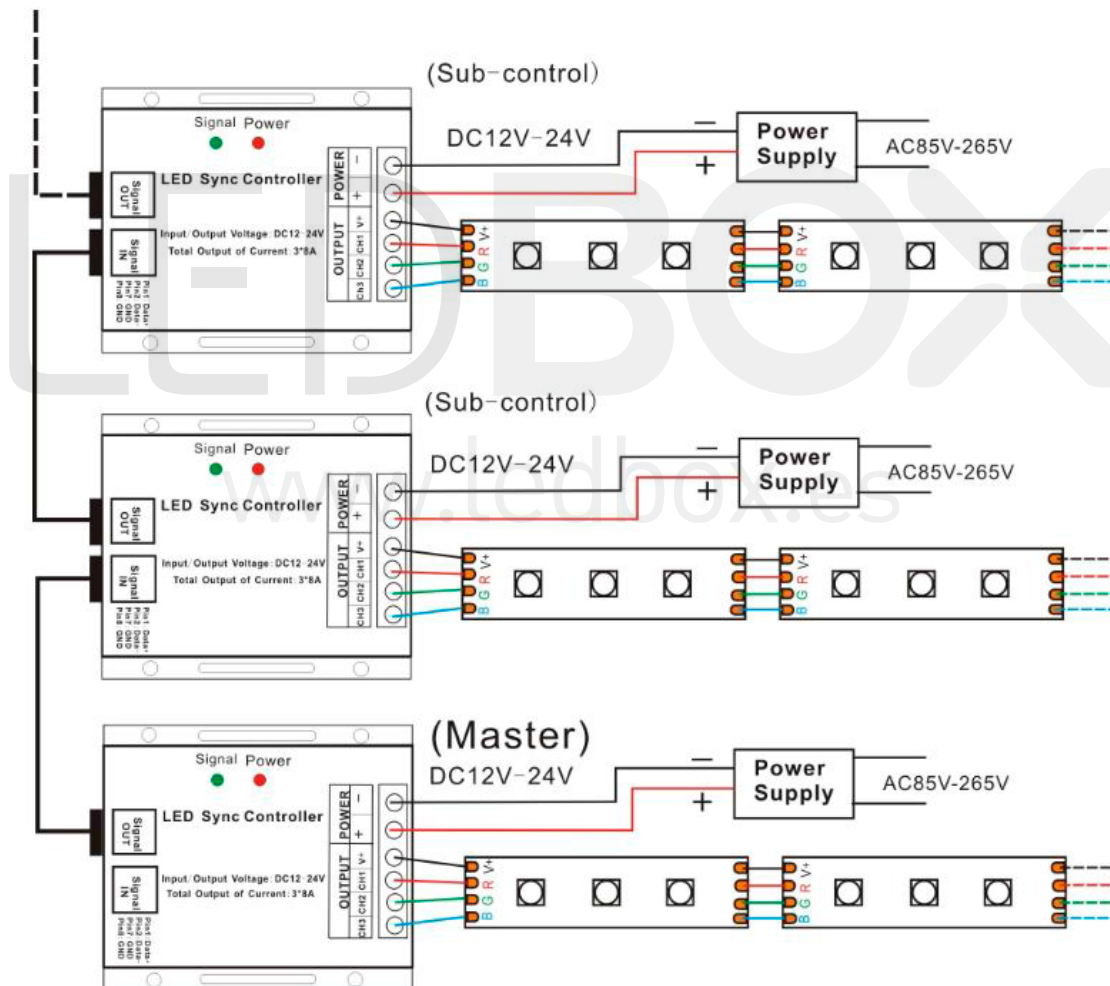 (Sub-control)
Signal Power
DC12V-24V
−
+
Power
Supply
AC85V-265V
LED Sync Controller
Signal
OUT
Signal
IN
Input/Output Voltage:DC12-24V
Total Output of Current:3*8A
Pin1 Data+
Pin2 Data-
Pin7 GND
Pin8 GND
POWER
−
+
OUTPUT
V+
CH1
CH2
Ch3
V+
R
G
B
V+
R
G
B
LEDBOX
www.ledbox.es
(Sub-control)
Signal Power
DC12V-24V
−
+
Power
Supply
AC85V-265V
LED Sync Controller
Signal
OUT
Signal
IN
Input/Output Voltage:DC12-24V
Total Output of Current:3*8A
Pin1 Data+
Pin2 Data-
Pin7 GND
Pin8 GND
POWER
−
+
OUTPUT
V+
CH1
CH2
CH3
V+
R
G
B
V+
R
G
B
(Master)
Signal Power
DC12V-24V
−
+
Power
Supply
AC85V-265V
LED Sync Controller
Signal
OUT
Signal
IN
Input/Output Voltage:DC12-24V
Total Output of Current:3*8A
Pin1: Data+
Pin2: Data-
Pin7: GND
Pin8: GND
POWER
−
+
OUTPUT
V+
CH1
CH2
CH3
V+
R
G
B
V+
R
G
B